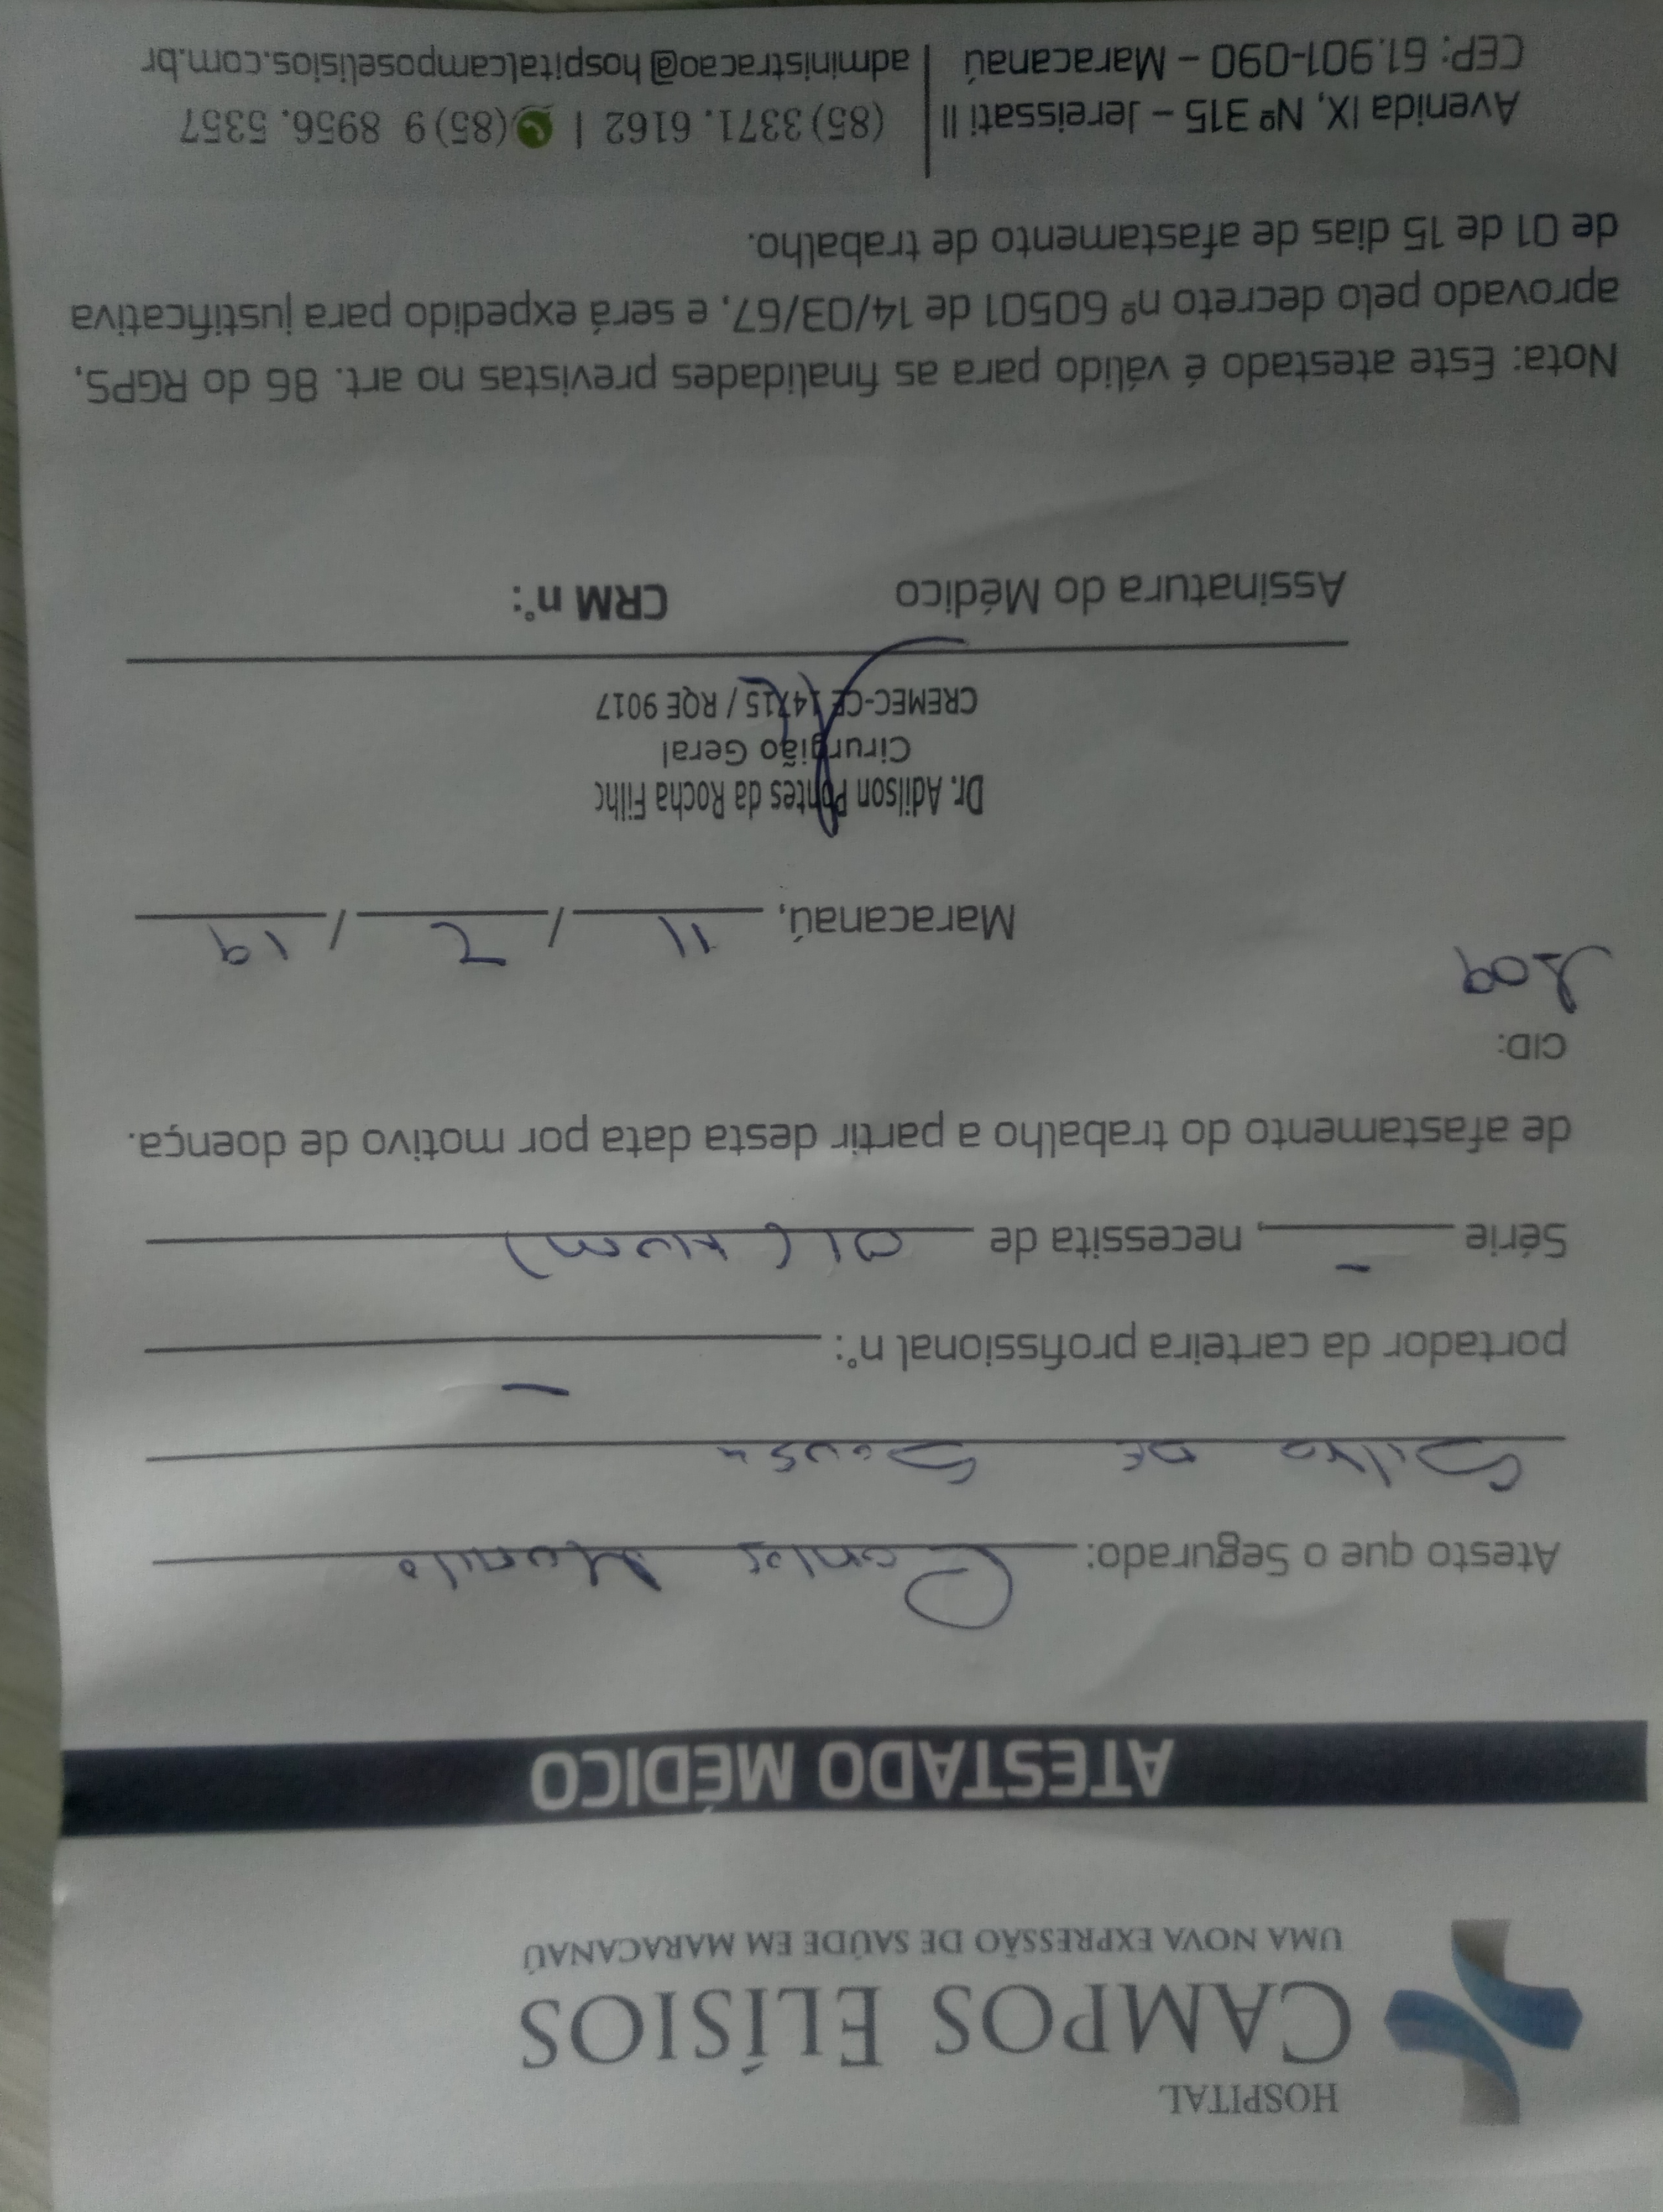 HOSPITAL
CAMPOS ELÍSIOS
UMA NOVA EXPRESSÃO DE SAÚDE EM MARACANAÚ
ATESTADO MÉDICO
Atesto que o Segurado: Carlos Murilo
Silva DE Sousa
portador da carteira profissional n°: -
Série -, necessita de 01 ( HUM )
de afastamento do trabalho a partir desta data por motivo de doença.
CID:
Maracanaú, 11 / 2 / 19
Dr. Adilson Pontes da Rocha Filho
Cirurgião Geral
CREMEC-CE / RQE 9017
Assinatura do Médico CRM n°:
Nota: Este atestado é válido para as finalidades previstas no art. 86 do RGPS,
aprovado pelo decreto nº 60501 de 14/03/67, e será expedido para justificativa
de 01 de 15 dias de afastamento de trabalho.
Avenida IX, Nº 315 – Jereissati II | (85) 3371. 6162 | (85) 9 8956. 5357
CEP: 61.901-090 – Maracanaú | administracao@hospitalcamposelisios.com.br